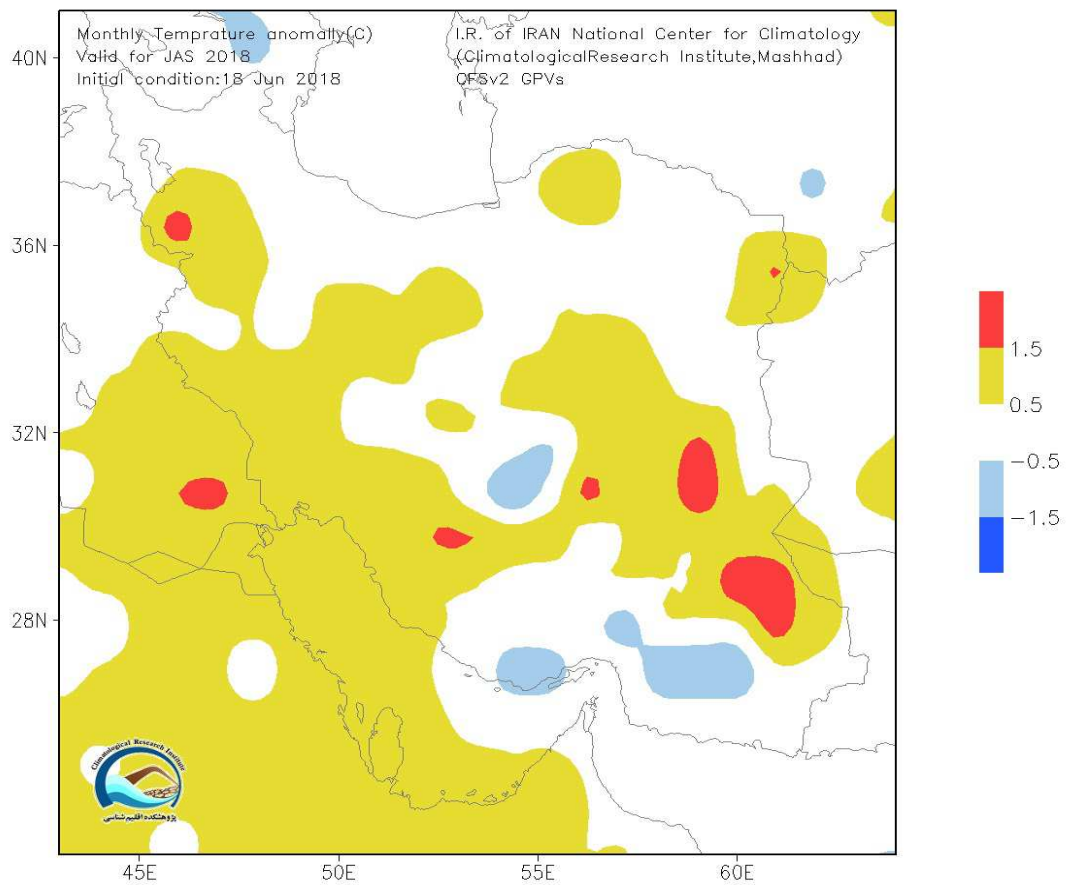 Monthly Temprature anomally(C)
Valid for JAS 2018
Initial condition:18 Jun 2018
I.R. of IRAN National Center for Climatology
(ClimatologicalResearch Institute,Mashhad)
CFSv2 GPVs
40N
36N
32N
28N
45E
50E
55E
60E
1.5
0.5
−0.5
−1.5
Climatological Research Institute
پژوهشکده اقلیم شناسی